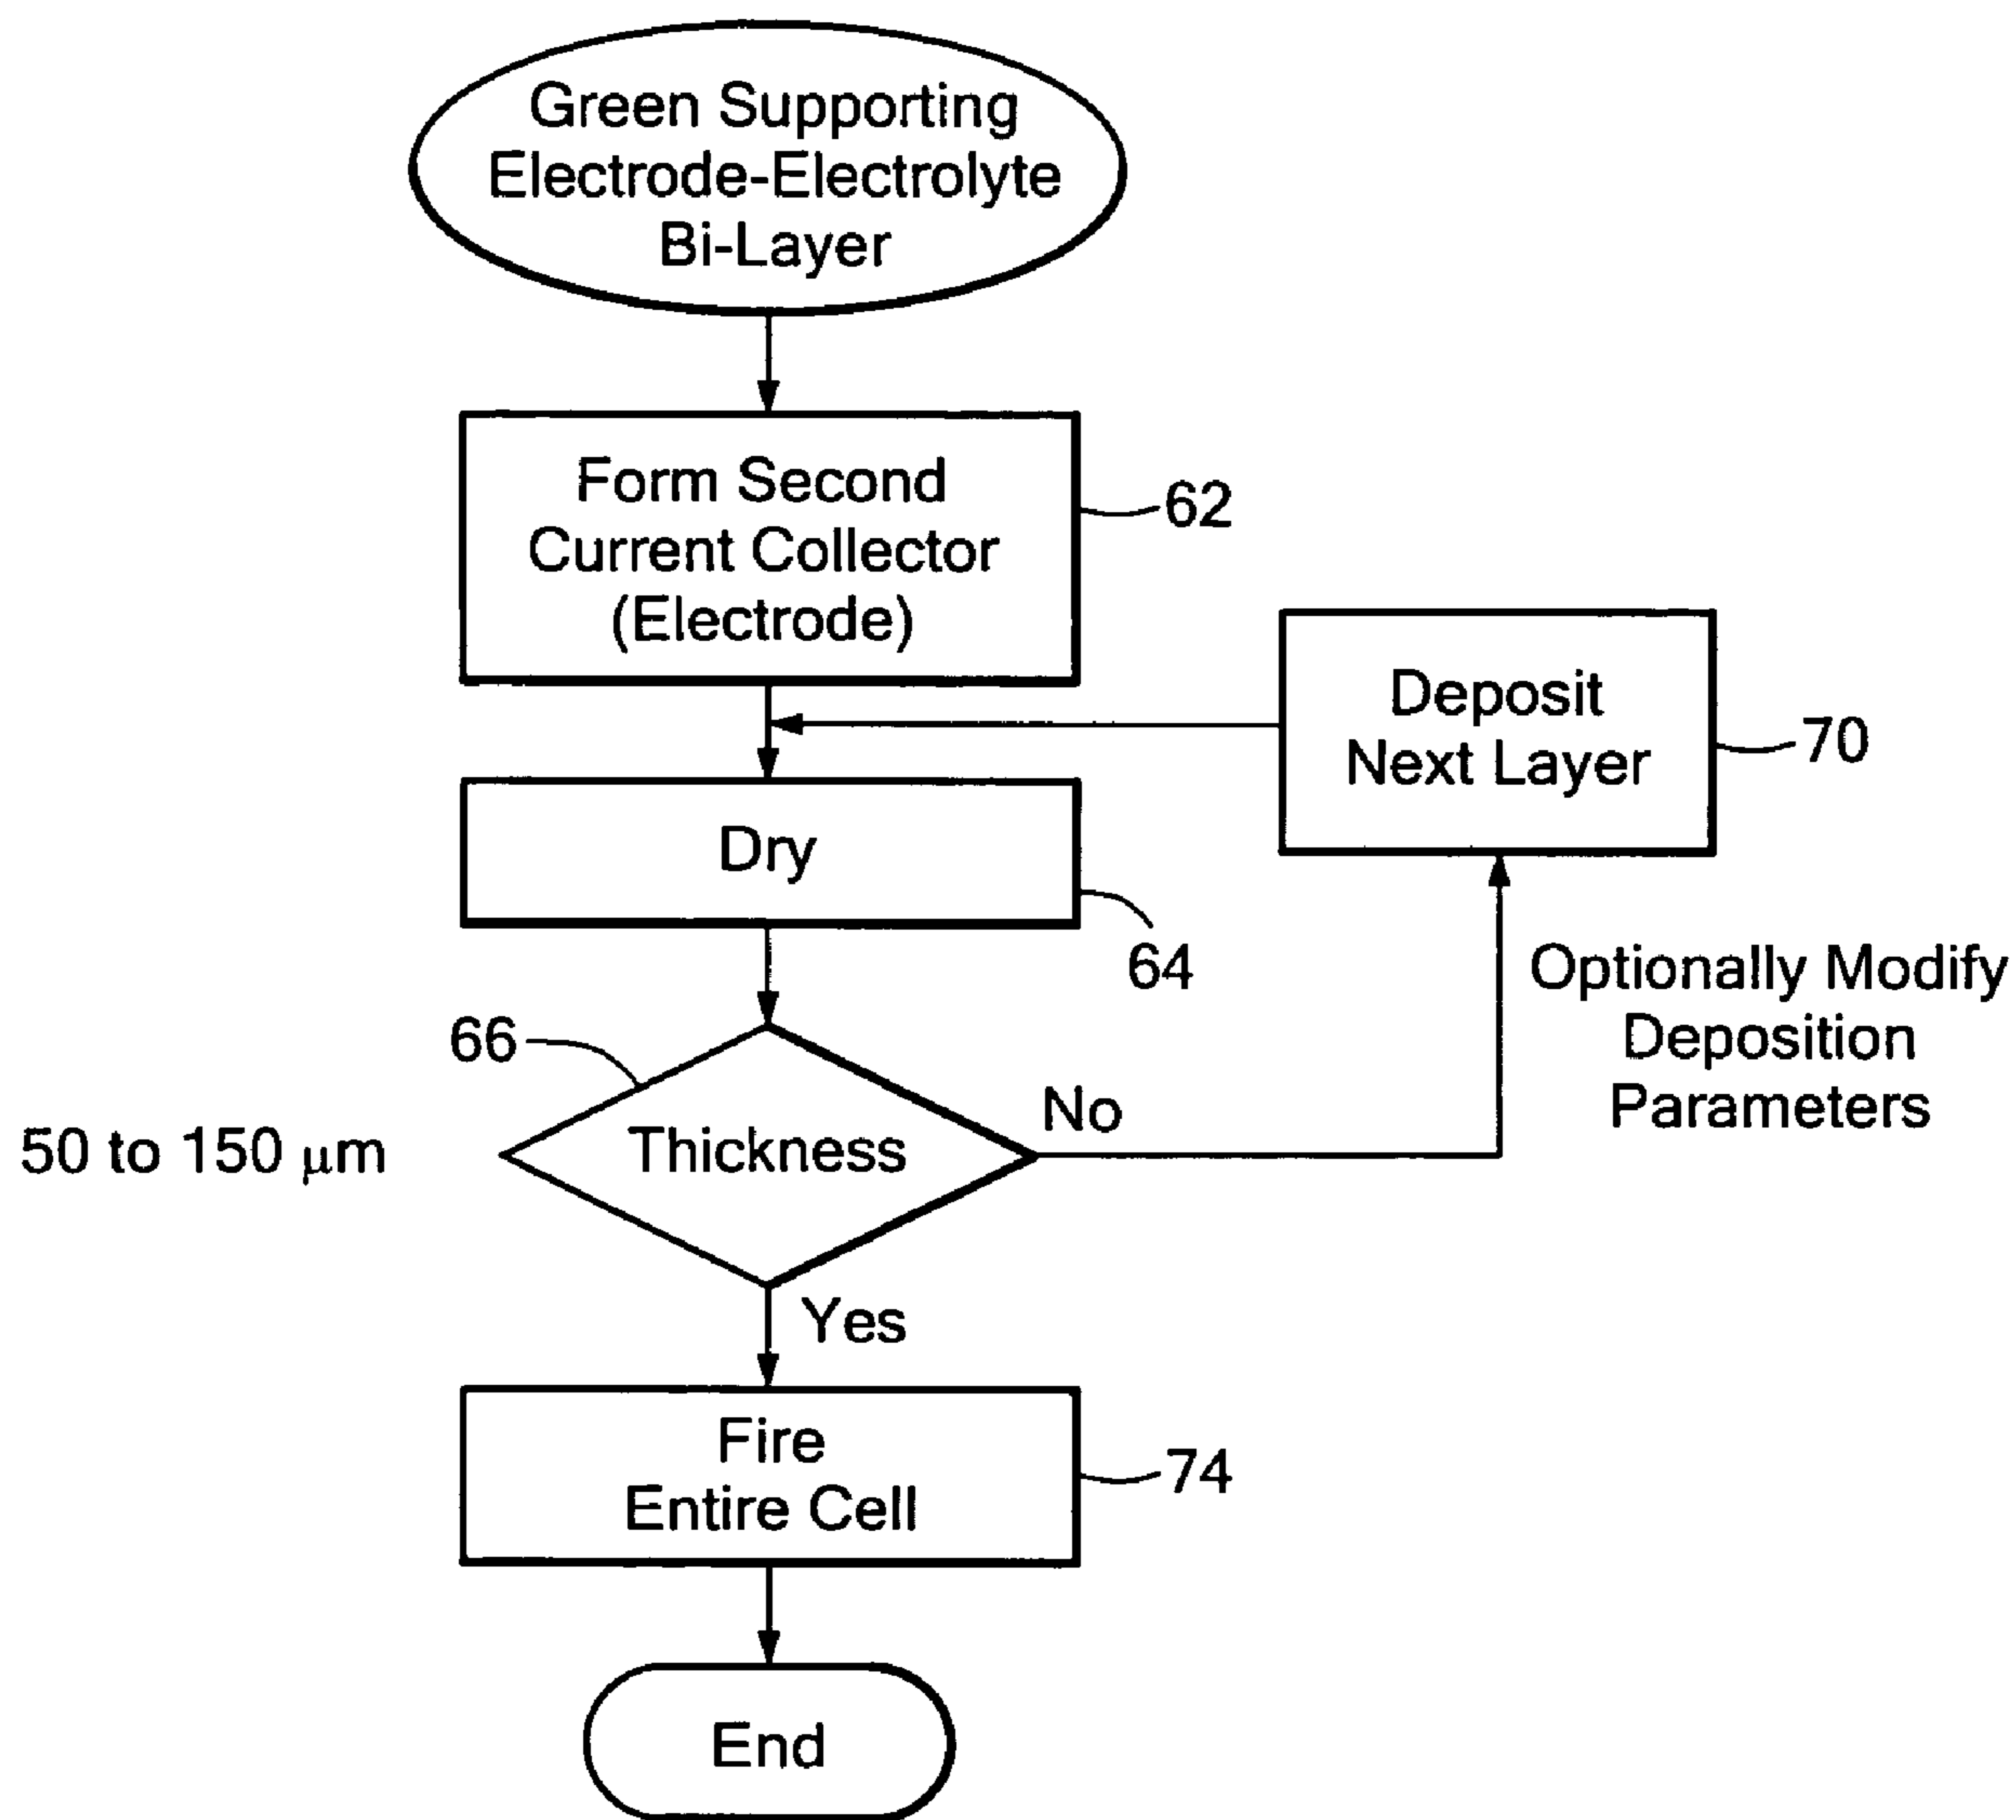 Green Supporting
Electrode-Electrolyte
Bi-Layer
Form Second
Current Collector
(Electrode)
62
Deposit
Next Layer
70
Dry
64
Optionally Modify
Deposition
Parameters
66
50 to 150 μm
Thickness
No
Yes
Fire
Entire Cell
74
End